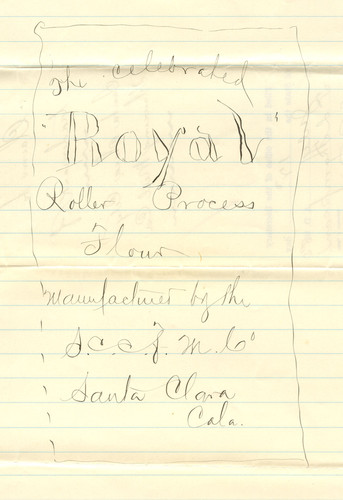 The celebrated
"Royal"
Roller Process
Flour
Manufactured by the
S.C.C.F. M. Co
Santa Clara
Cala.